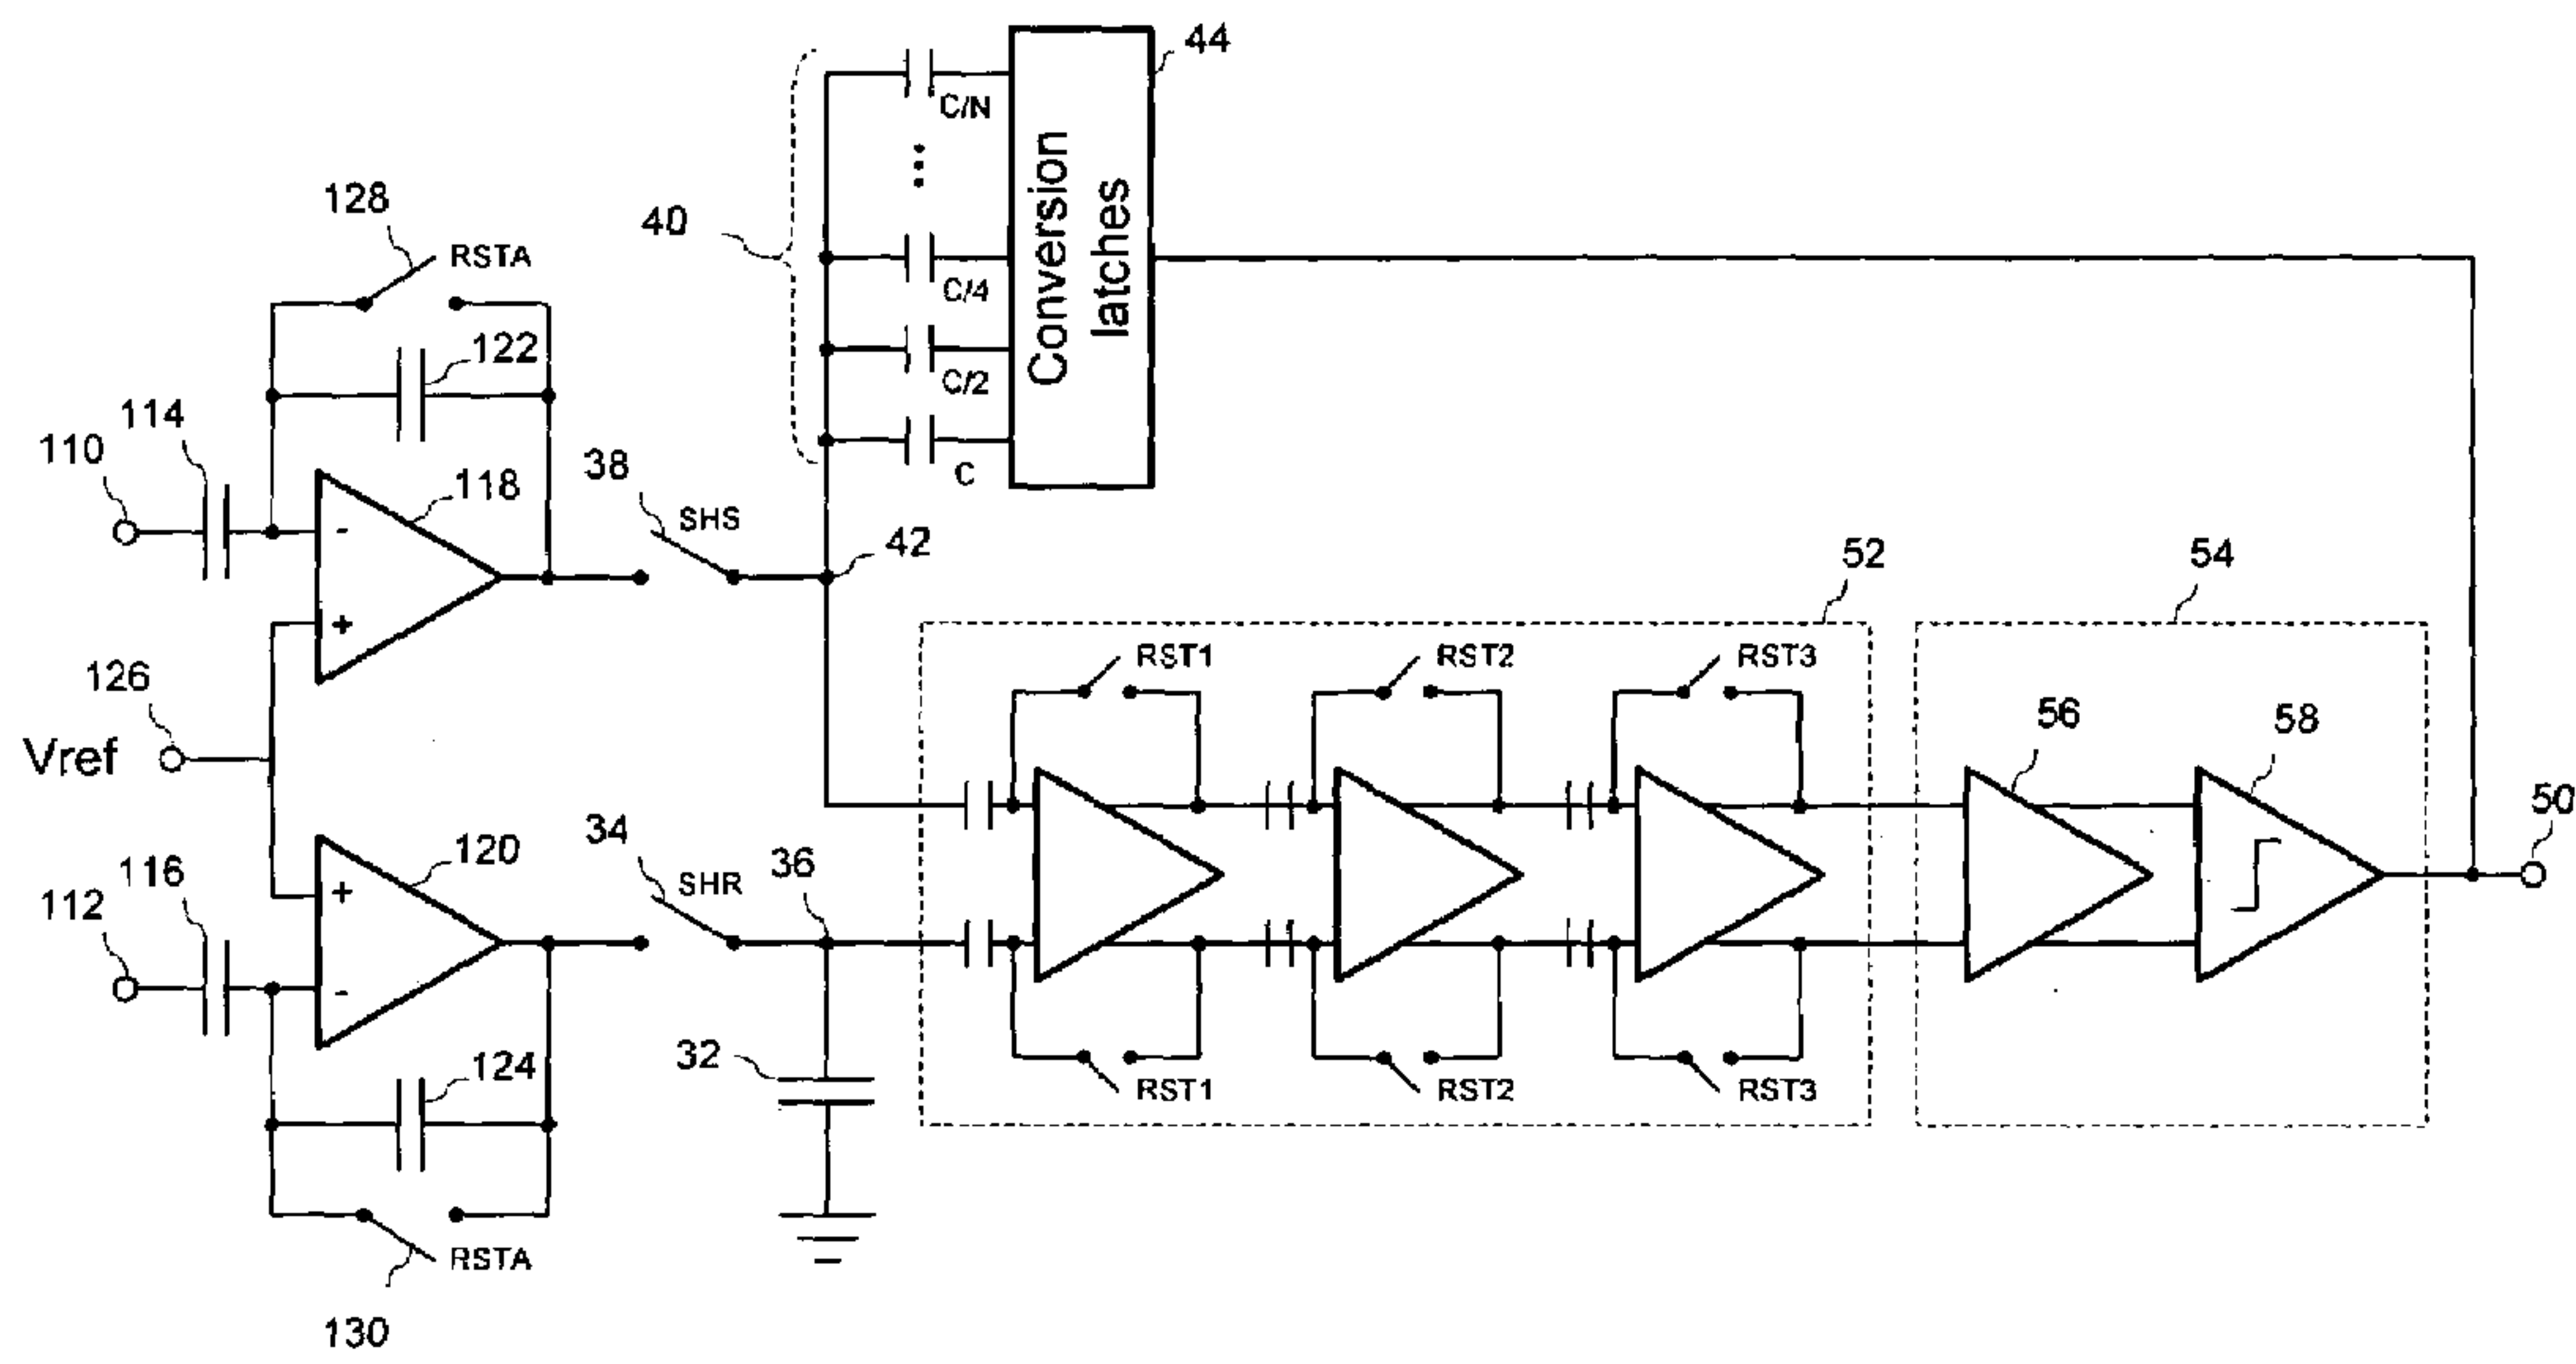 44
C/N
...
40
C/4
C/2
C
Conversion
latches
128
RSTA
122
114
110
-
118
+
38
SHS
42
126
Vref
52
54
RST1
RST2
RST3
56
58
50
34
SHR
36
116
112
+
120
-
32
124
RST1
RST2
RST3
RSTA
130